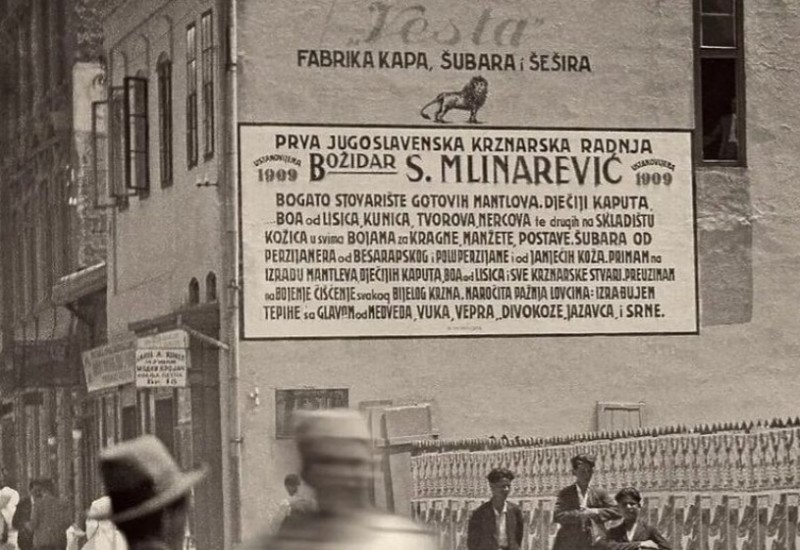 „Vesta“
FABRIKA KAPA, ŠUBARA i ŠEŠIRA
PRVA JUGOSLAVENSKA KRZNARSKA RADNJA
USTANOVLJENA 1909 BOŽIDAR S. MLINAREVIĆ USTANOVLJENA 1909
BOGATO STOVARIŠTE GOTOVIH MANTLOVA. DJEČIJI KAPUTA,
BOA od LISICA, KUNICA, TVOROVA, NERCOVA te drugih na SKLADIŠTU
KOŽICA u svima BOJAMA za KRAGNE, MANŽETE, POSTAVE. ŠUBARA OD
PERZIJANERA od BESARAPSKOG i POLUPERZIJANE i od JANJEĆIH KOŽA. PRIMAM na
IZRADU MANTLEVA, DJEČIJIH KAPUTA, BOA od LISICA i SVE KRZNARSKE STVARI. PREUZIMAM
na BOJENJE ČIŠĆENJE svakog BIJELOG KRZNA. NAROČITA PAŽNJA LOVCIMA: IZRAĐUJEM
TEPIHE sa GLAVOM od MEDVEDA, VUKA, VEPRA, DIVOKOZE, JAZAVCA, i SRNE.